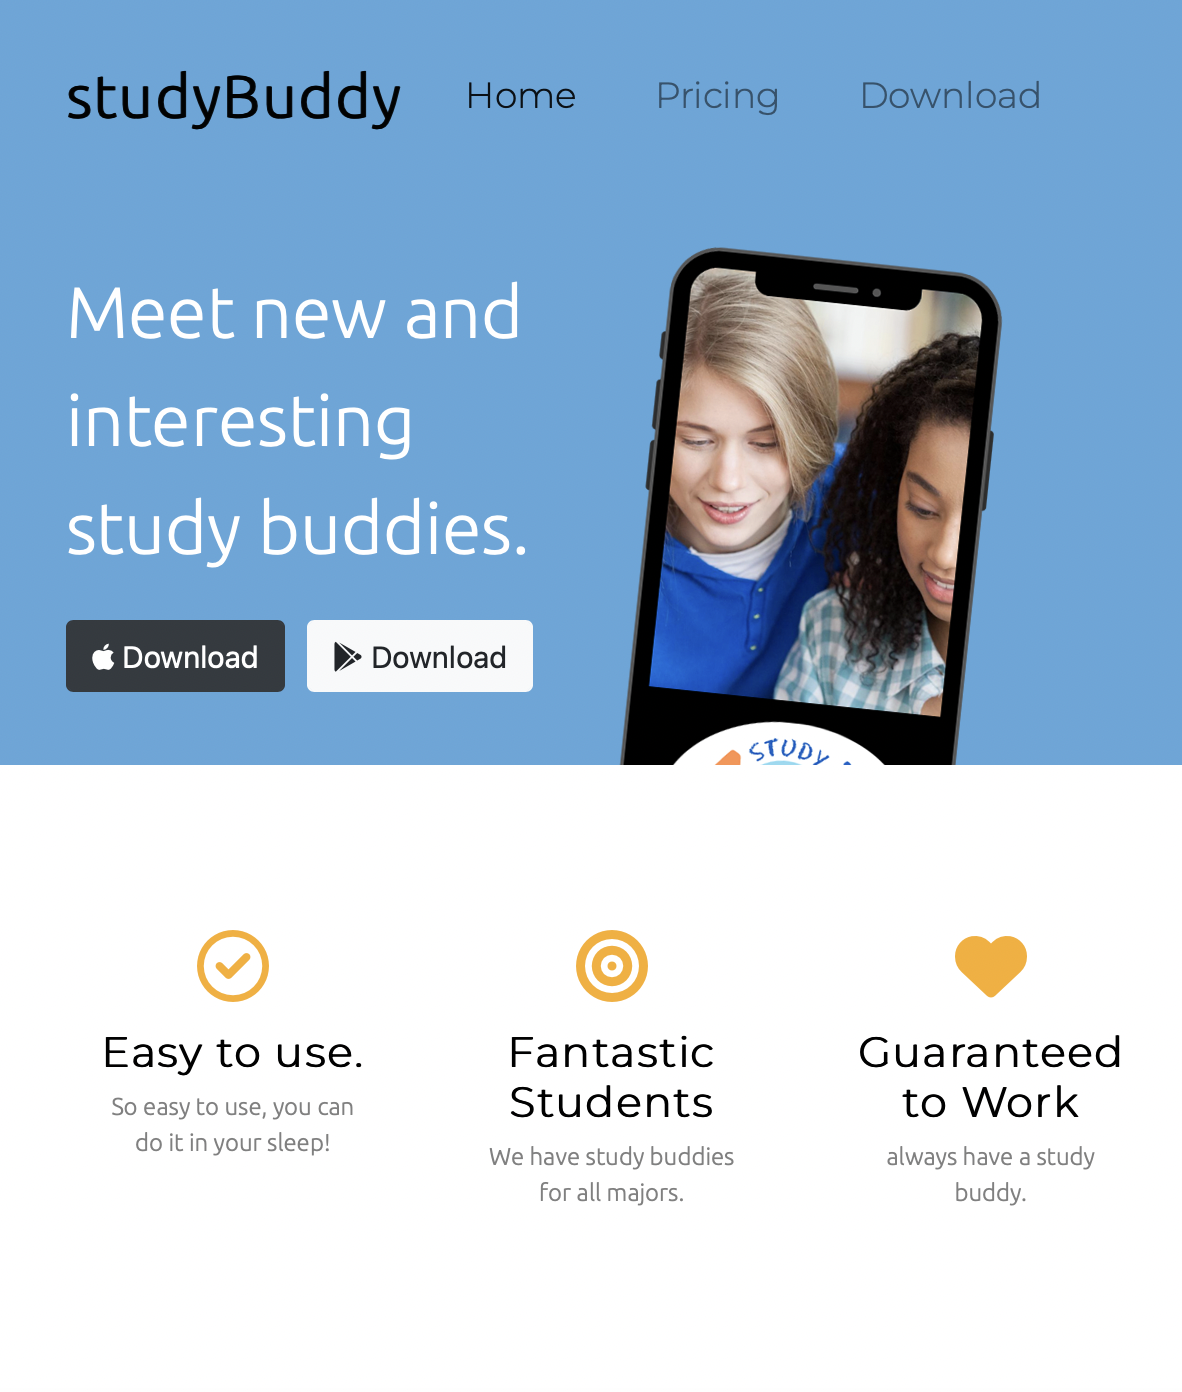 studyBuddy Home Pricing Download
Meet new and
interesting
study buddies.
Download Download
STUDY
Easy to use.
So easy to use, you can
do it in your sleep!
Fantastic
Students
We have study buddies
for all majors.
Guaranteed
to Work
always have a study
buddy.